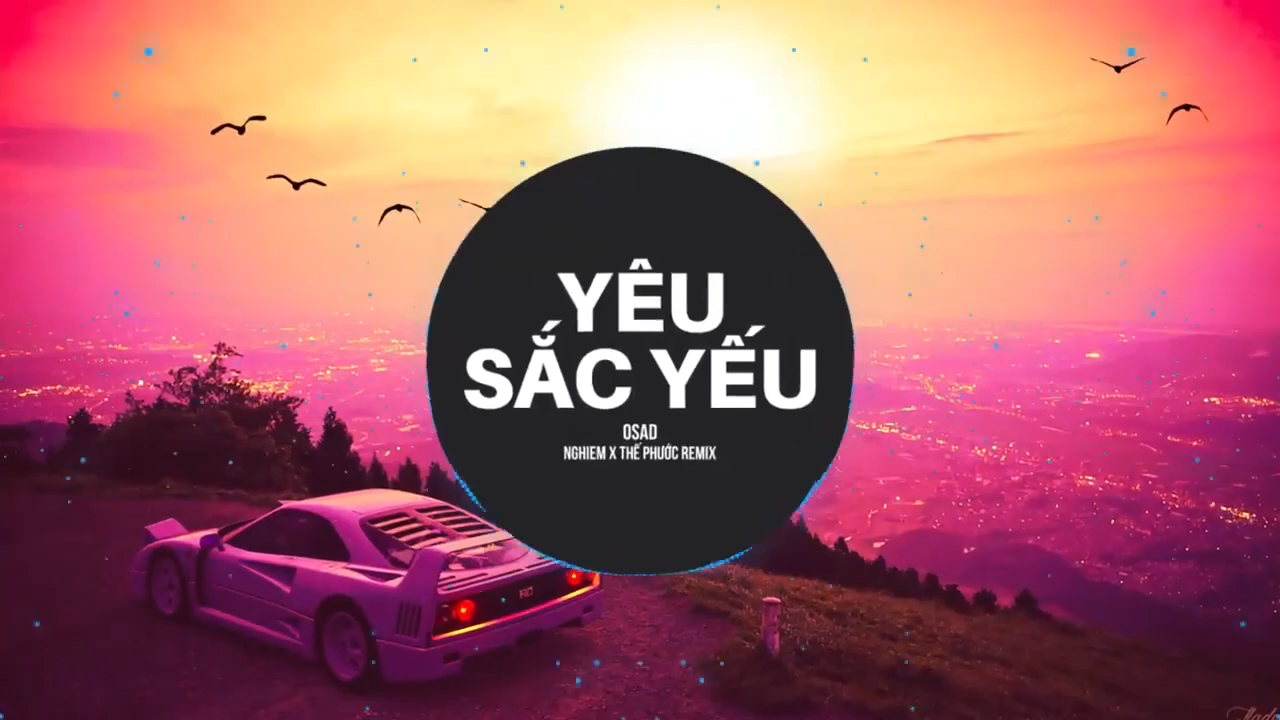 YÊU
SẮC YẾU
OSAD
NGHIEM X THẾ PHƯỚC REMIX